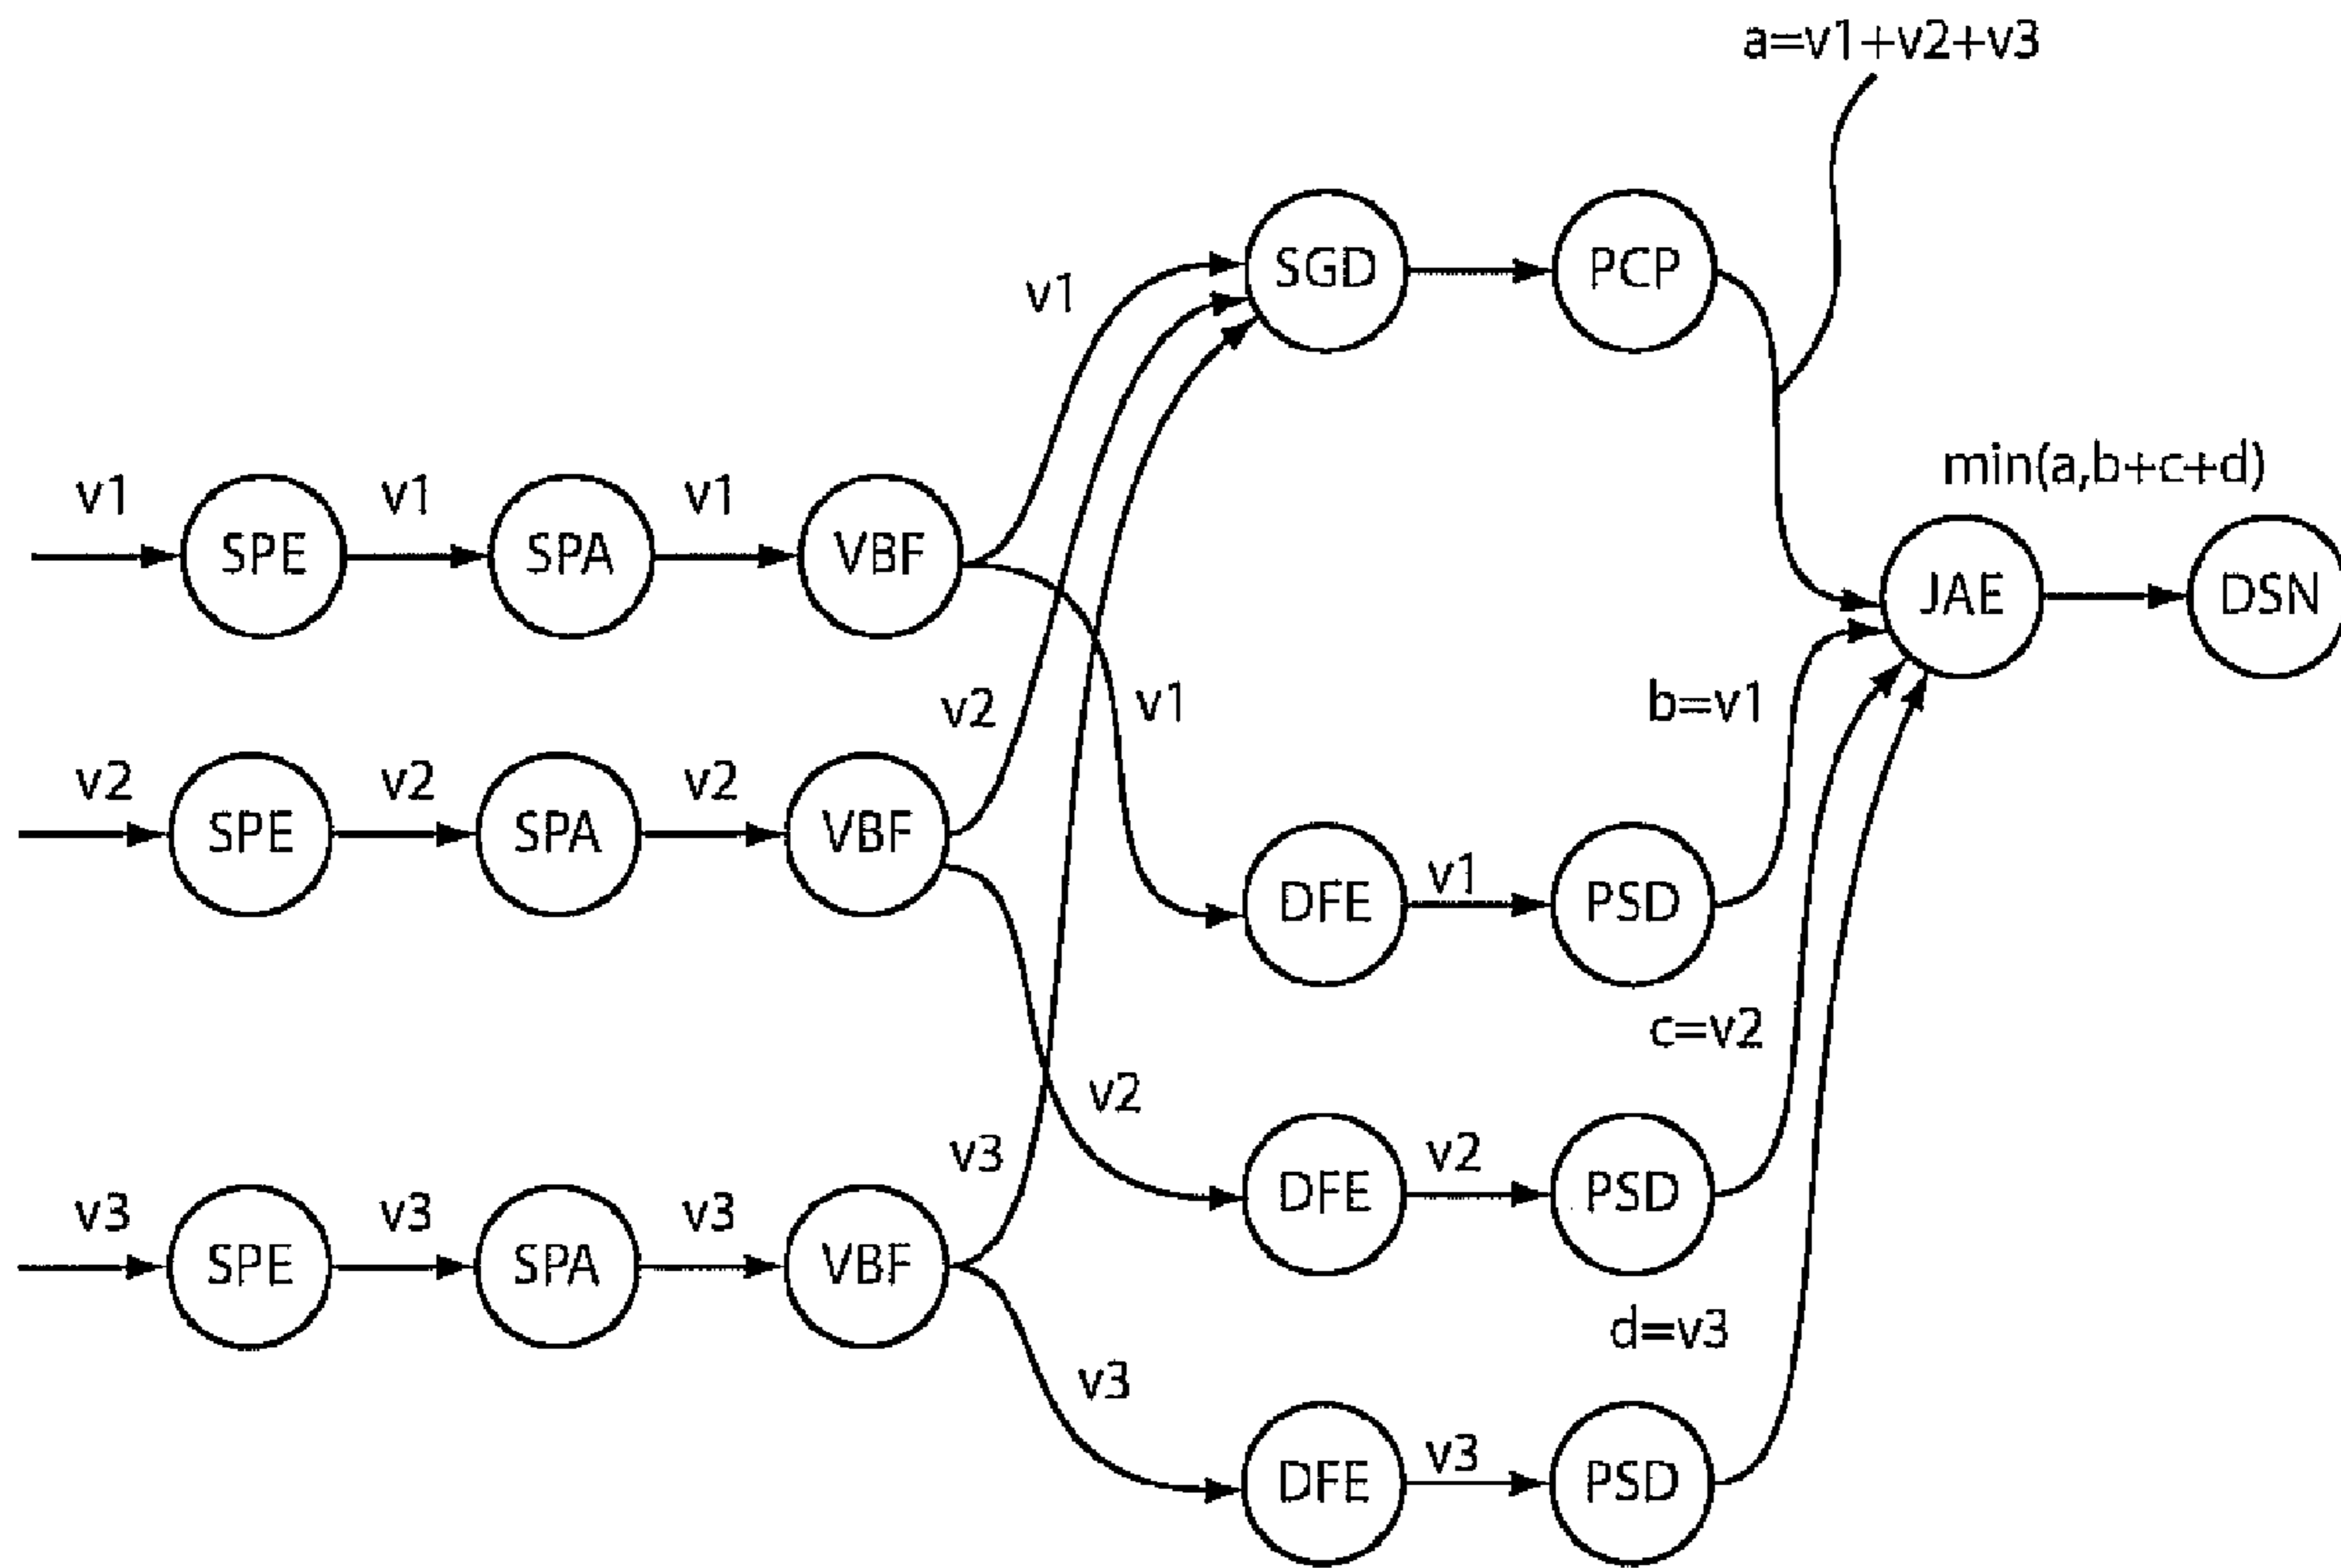 a=v1+v2+v3
v1
SGD
PCP
min(a,b+c+d)
v1
SPE
v1
SPA
v1
VBF
JAE
DSN
v2
v1
b=v1
v2
SPE
v2
SPA
v2
VBF
DFE
v1
PSD
c=v2
v2
v3
DFE
v2
PSD
v3
SPE
v3
SPA
v3
VBF
d=v3
v3
DFE
v3
PSD